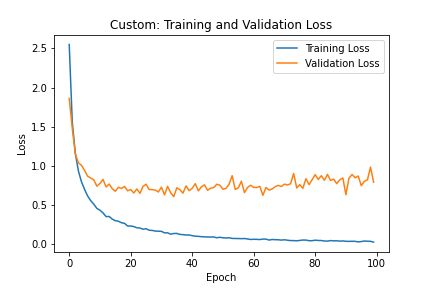 Custom: Training and Validation Loss
Training Loss
Validation Loss
2.5
2.0
1.5
1.0
0.5
0.0
Loss
0 20 40 60 80 100
Epoch